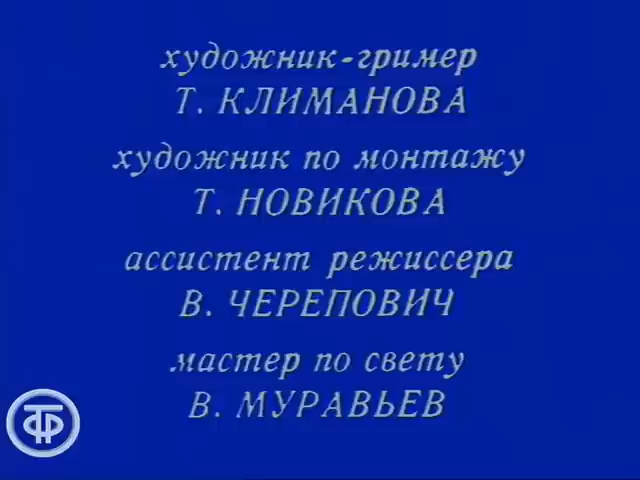 художник-гример
Т. КЛИМАНОВА
художник по монтажу
Т. НОВИКОВА
ассистент режиссера
В. ЧЕРЕПОВИЧ
мастер по свету
В. МУРАВЬЕВ